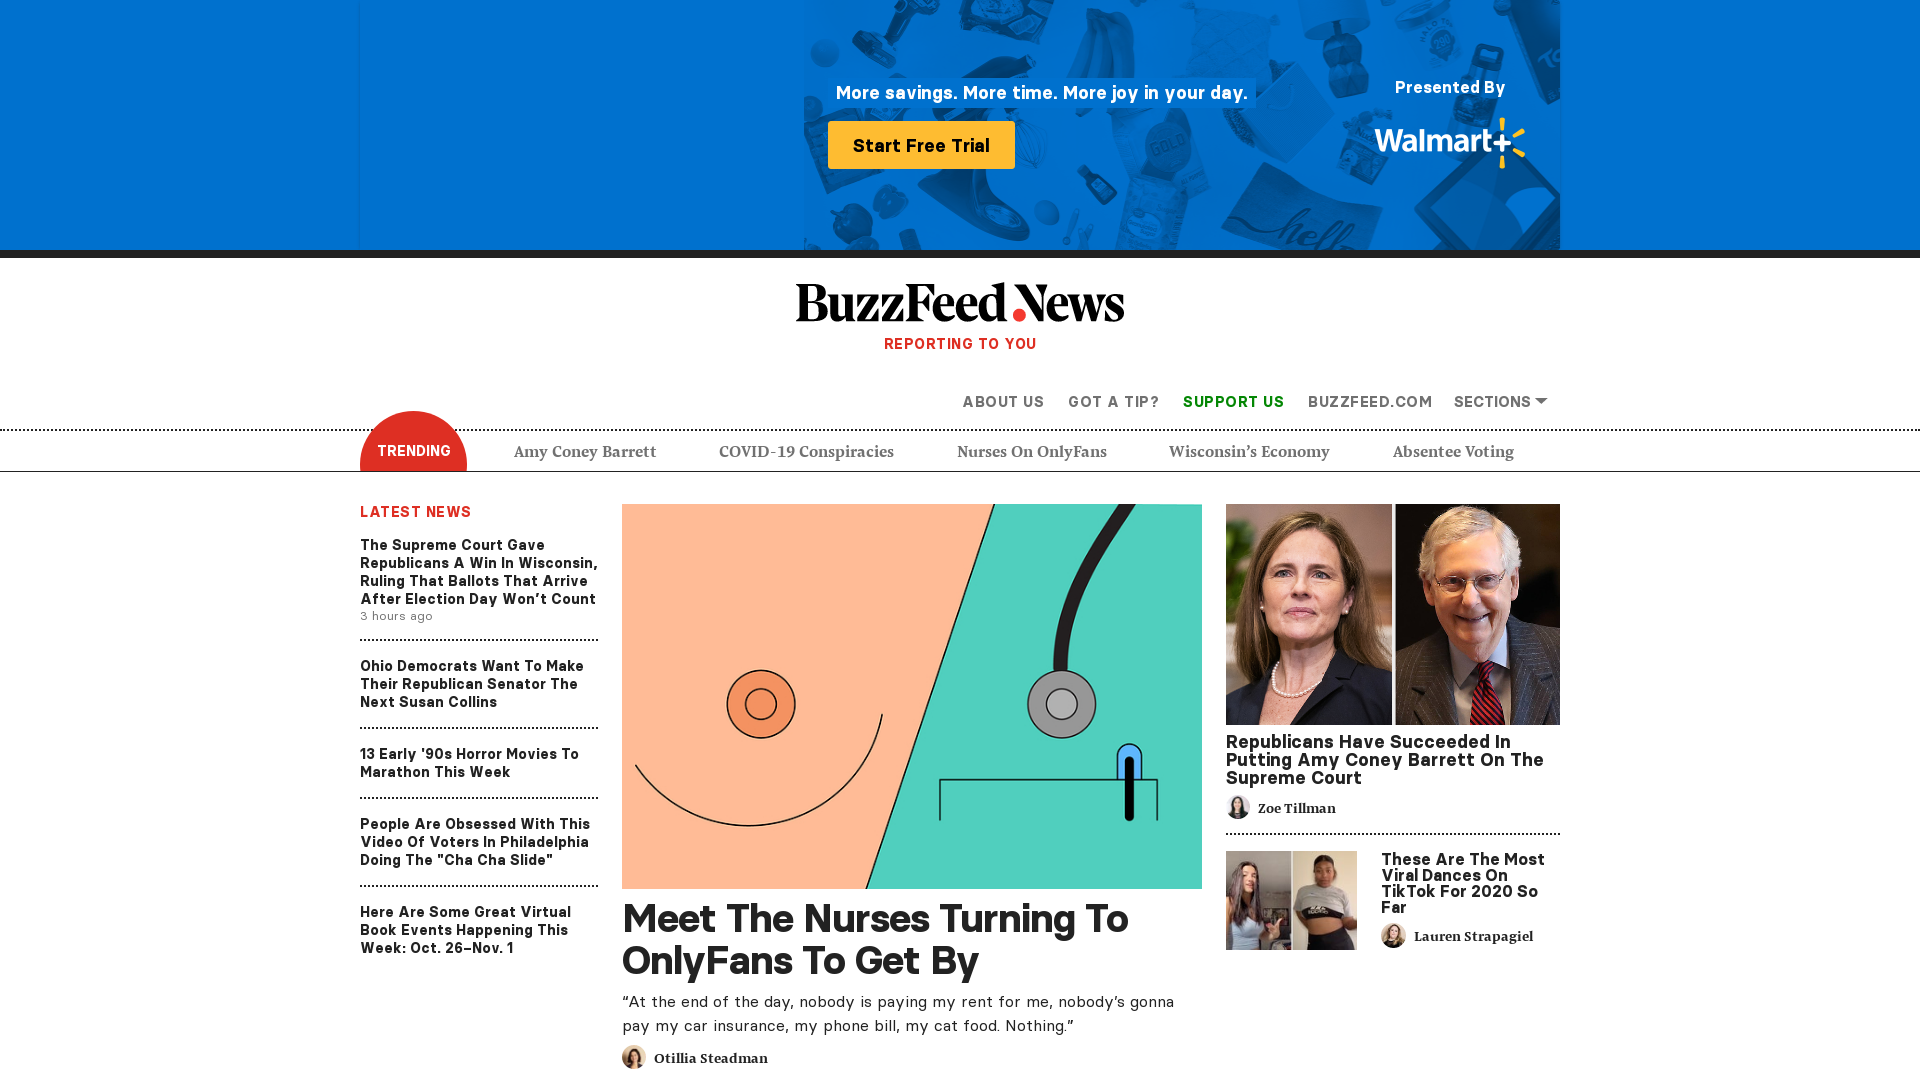 More savings. More time. More joy in your day.
Start Free Trial
Presented By
Walmart+
hello
BuzzFeed News
REPORTING TO YOU
ABOUT US
GOT A TIP?
SUPPORT US
BUZZFEED.COM
SECTIONS
TRENDING
Amy Coney Barrett
COVID-19 Conspiracies
Nurses On OnlyFans
Wisconsin’s Economy
Absentee Voting
LATEST NEWS
The Supreme Court Gave
Republicans A Win In Wisconsin,
Ruling That Ballots That Arrive
After Election Day Won’t Count
3 hours ago
Ohio Democrats Want To Make
Their Republican Senator The
Next Susan Collins
13 Early '90s Horror Movies To
Marathon This Week
People Are Obsessed With This
Video Of Voters In Philadelphia
Doing The "Cha Cha Slide"
Here Are Some Great Virtual
Book Events Happening This
Week: Oct. 26–Nov. 1
Meet The Nurses Turning To
OnlyFans To Get By
“At the end of the day, nobody is paying my rent for me, nobody’s gonna
pay my car insurance, my phone bill, my cat food. Nothing.”
Otillia Steadman
Republicans Have Succeeded In
Putting Amy Coney Barrett On The
Supreme Court
Zoe Tillman
These Are The Most
Viral Dances On
TikTok For 2020 So
Far
Lauren Strapagiel